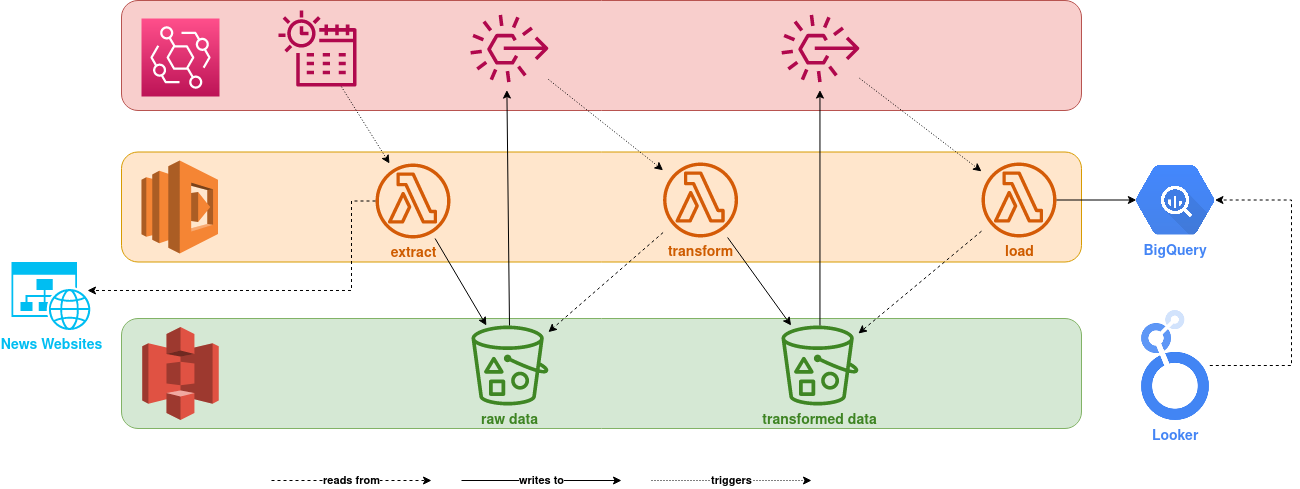 extract
transform
load
BigQuery
News Websites
raw data
transformed data
Looker
reads from
writes to
triggers